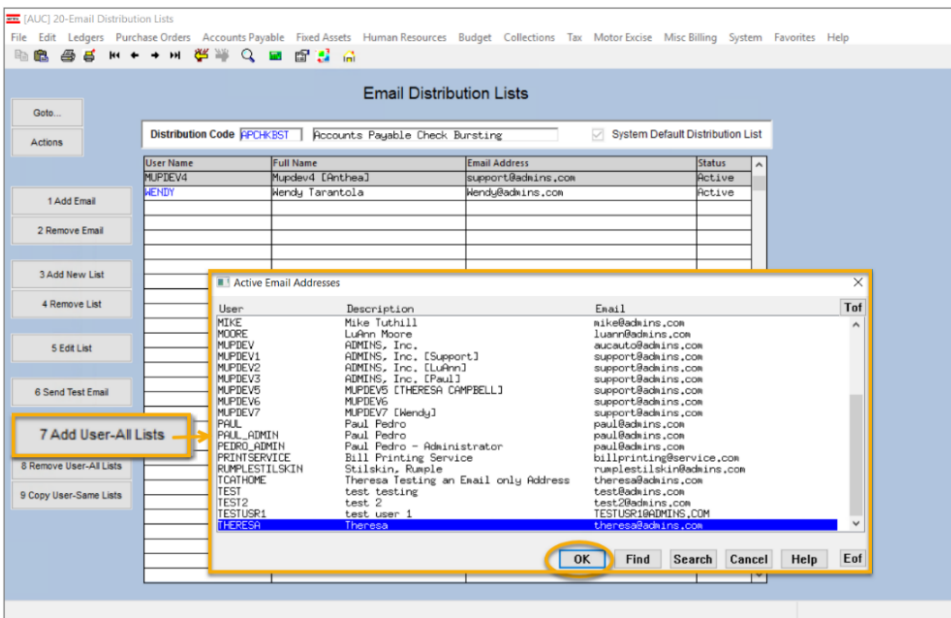 [AUC] 20-Email Distribution Lists
File Edit Ledgers Purchase Orders Accounts Payable Fixed Assets Human Resources Budget Collections Tax Motor Excise Misc Billing System Favorites Help
Email Distribution Lists
Goto...
Actions
Distribution Code APCHKBST Accounts Payable Check Bursting System Default Distribution List
User Name Full Name Email Address Status
MUPDEV4 Mupdev4 [Anthea] support@admins.com Active
WENDY Wendy Tarantola Wendy@admins.com Active
1 Add Email
2 Remove Email
3 Add New List
4 Remove List
5 Edit List
6 Send Test Email
7 Add User-All Lists
8 Remove User-All Lists
9 Copy User-Same Lists
Active Email Addresses
User Description Email Tof
MIKE Mike Tuthill mike@admins.com
MOORE LuAnn Moore luann@admins.com
MUPDEV ADMINS, Inc. aucauto@admins.com
MUPDEV1 ADMINS, Inc. [Support] support@admins.com
MUPDEV2 ADMINS, Inc. [LuAnn] support@admins.com
MUPDEV3 ADMINS, Inc. [Paul] support@admins.com
MUPDEV5 MUPDEV5 [THERESA CAMPBELL] support@admins.com
MUPDEV6 MUPDEV6 support@admins.com
MUPDEV7 MUPDEV7 [Wendy] support@admins.com
PAUL Paul Pedro paul@admins.com
PAUL_ADMIN Paul Pedro paul@admins.com
PEDRO_ADMIN Paul Pedro - Administrator paul@admins.com
PRINTSERVICE Bill Printing Service billprinting@service.com
RUMPLESTILSKIN Stilskin, Rumple rumplestilskin@admins.com
TCATHOME Theresa Testing an Email only Address theresa@admins.com
TEST test testing test@admins.com
TEST2 test 2 test2@admins.com
TESTUSR1 test user 1 TESTUSR1@ADMINS.COM
THERESA Theresa theresa@admins.com
OK Find Search Cancel Help Eof